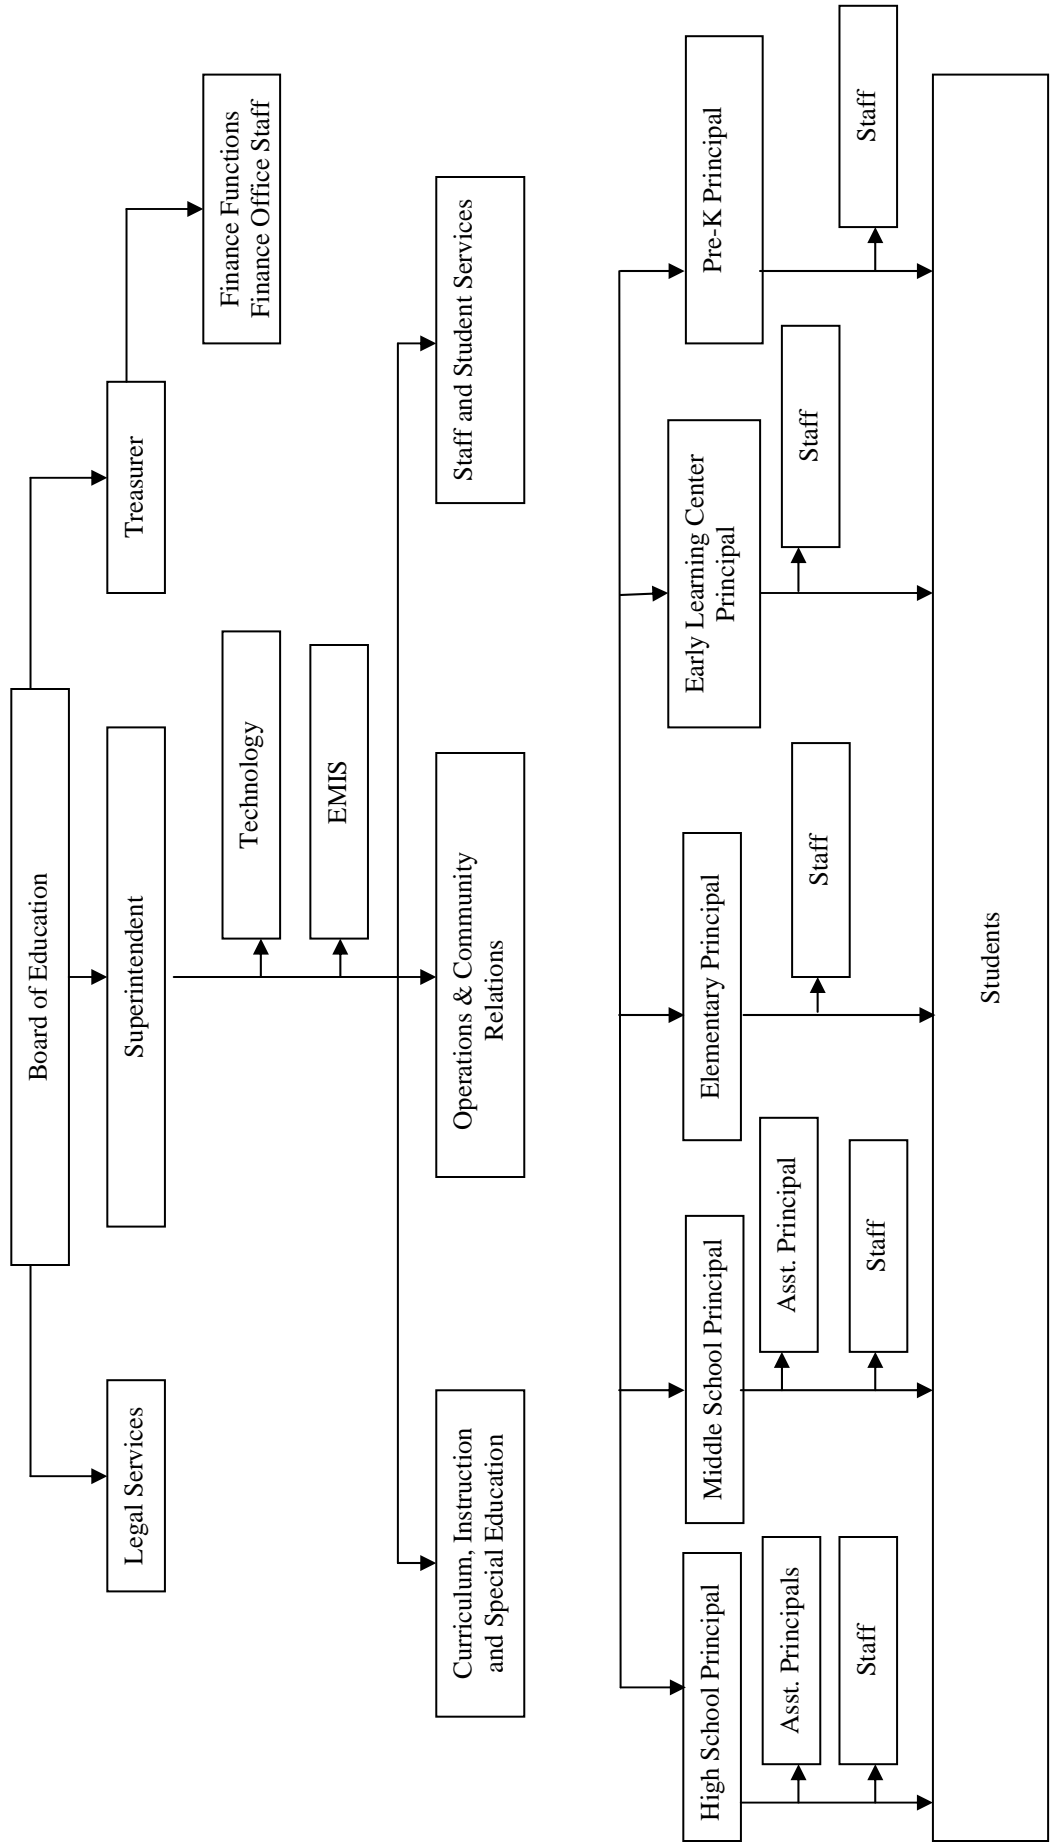 Board of Education
Legal Services
Superintendent
Treasurer
Finance Functions
Finance Office Staff
Technology
EMIS
Curriculum, Instruction
and Special Education
Operations & Community
Relations
Staff and Student Services
High School Principal
Middle School Principal
Elementary Principal
Early Learning Center
Principal
Pre-K Principal
Asst. Principals
Staff
Asst. Principal
Staff
Staff
Staff
Staff
Students